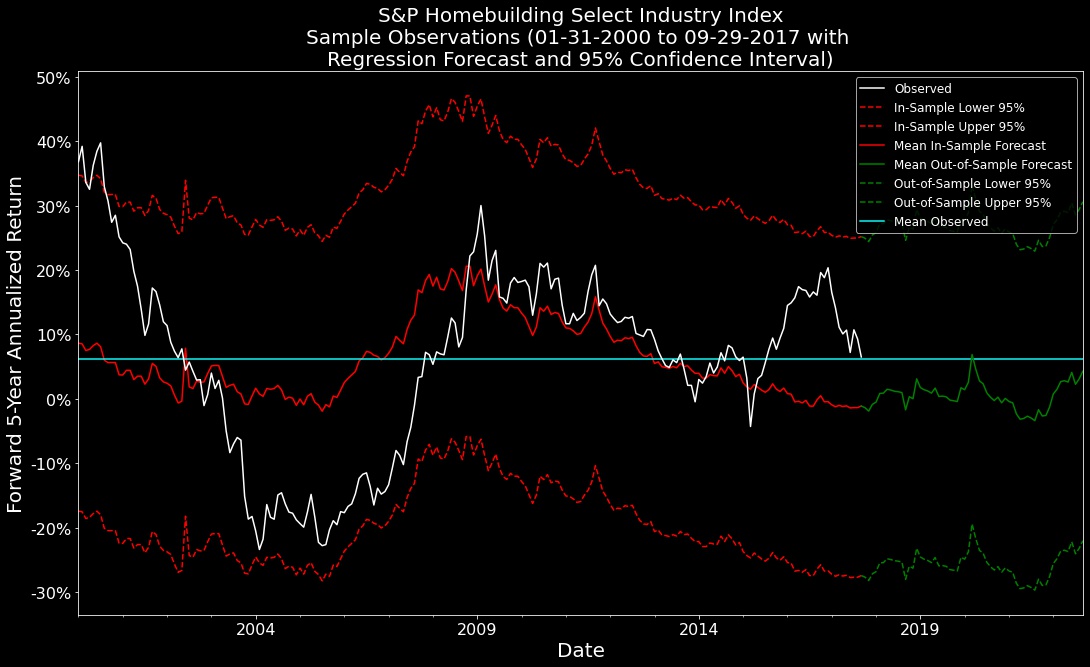 S&P Homebuilding Select Industry Index
Sample Observations (01-31-2000 to 09-29-2017 with
Regression Forecast and 95% Confidence Interval)
50%
40%
30%
20%
10%
0%
-10%
-20%
-30%
Forward 5-Year Annualized Return
Observed
In-Sample Lower 95%
In-Sample Upper 95%
Mean In-Sample Forecast
Mean Out-of-Sample Forecast
Out-of-Sample Lower 95%
Out-of-Sample Upper 95%
Mean Observed
2004 2009 2014 2019
Date